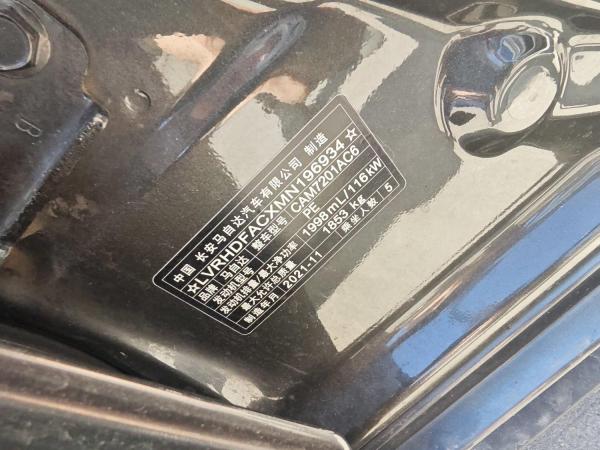 中国 长安马自达汽车有限公司 制造
☆LVRHDFACXMN196934☆
品牌 马自达 整车型号 CAM7201AC6
发动机型号 PE
发动机排量/最大净功率 1998mL/116kW
最大允许总质量 1853 kg
制造年月 2021-11 乘坐人数 5
B